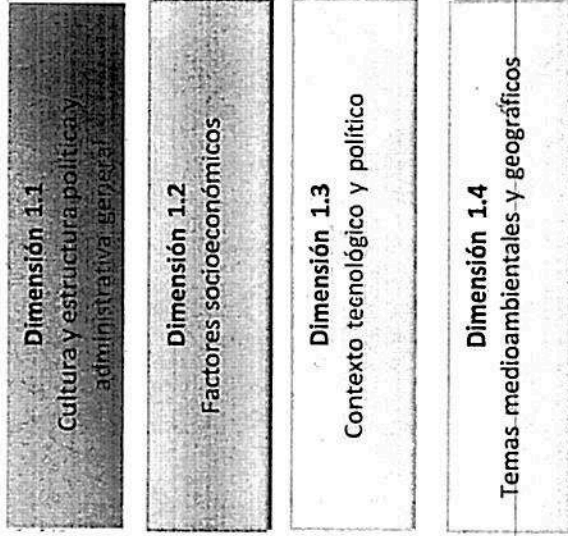 Dimensión 1.1
Cultura y estructura política y
administrativa general
Dimensión 1.2
Factores socioeconómicos
Dimensión 1.3
Contexto tecnológico y político
Dimensión 1.4
Temas medioambientales y geográficos